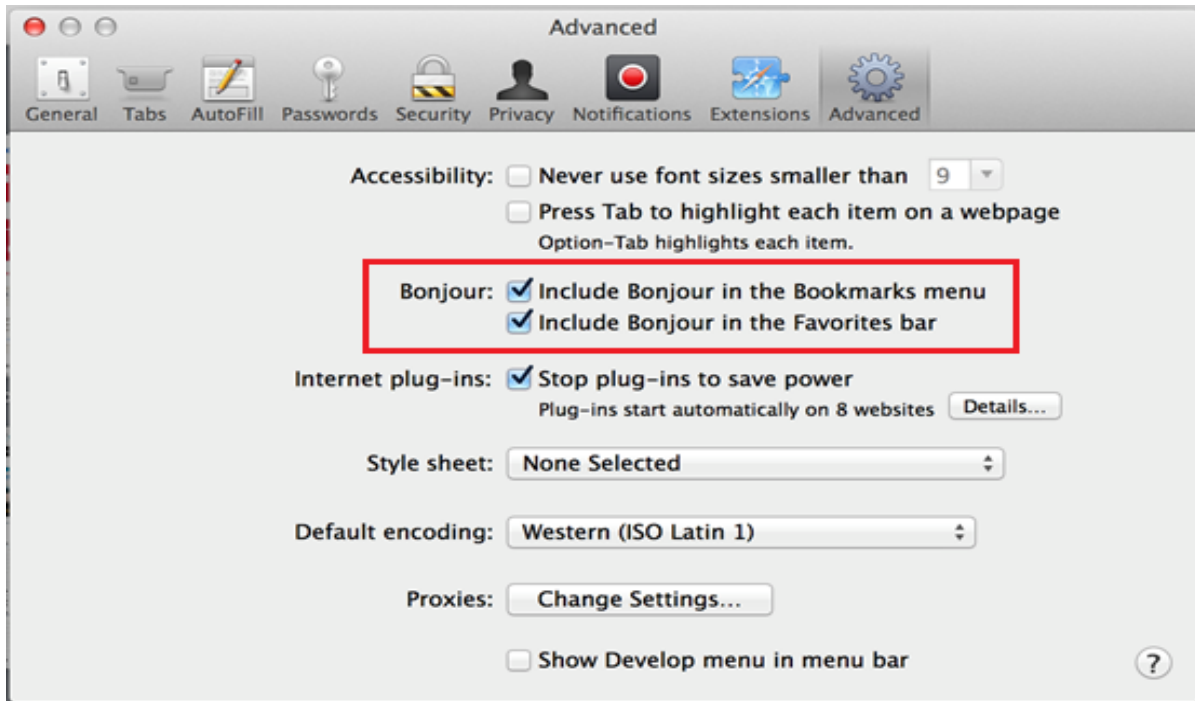 Advanced
General Tabs AutoFill Passwords Security Privacy Notifications Extensions Advanced
Accessibility: Never use font sizes smaller than 9
Press Tab to highlight each item on a webpage
Option-Tab highlights each item.
Bonjour: Include Bonjour in the Bookmarks menu
Include Bonjour in the Favorites bar
Internet plug-ins: Stop plug-ins to save power
Plug-ins start automatically on 8 websites Details...
Style sheet: None Selected
Default encoding: Western (ISO Latin 1)
Proxies: Change Settings...
Show Develop menu in menu bar ?